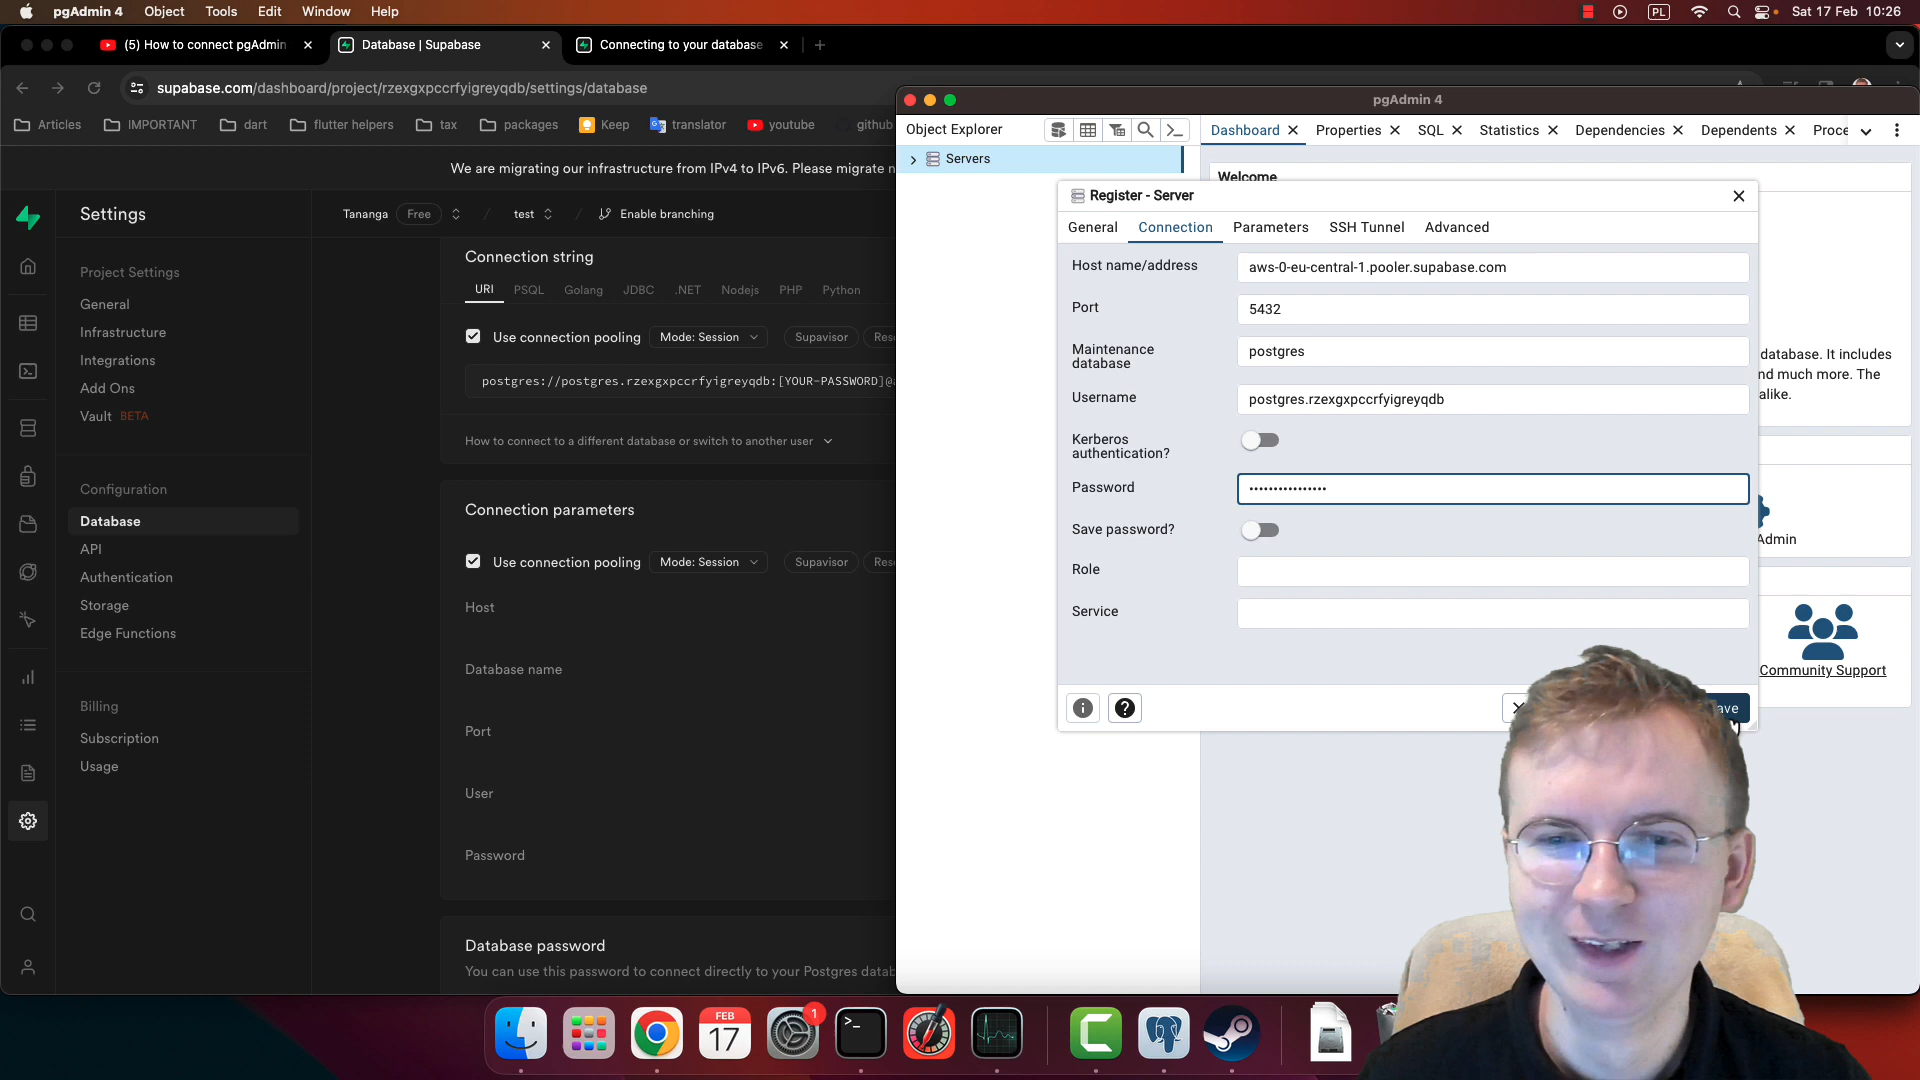 pgAdmin 4 Object Tools Edit Window Help
PL Sat 17 Feb 10:26
(5) How to connect pgAdmin
Database | Supabase
Connecting to your database
supabase.com/dashboard/project/rzexgxpccrfyigreyqdb/settings/database
Articles IMPORTANT dart flutter helpers tax packages Keep translator youtube github
We are migrating our infrastructure from IPv4 to IPv6. Please migrate n
Settings
Tananga Free / test / Enable branching
Project Settings
General
Infrastructure
Integrations
Add Ons
Vault BETA
Configuration
Database
API
Authentication
Storage
Edge Functions
Billing
Subscription
Usage
Connection string
URI PSQL Golang JDBC .NET Nodejs PHP Python
Use connection pooling Mode: Session Supavisor Res
postgres://postgres.rzexgxpccrfyigreyqdb:[YOUR-PASSWORD]@a
How to connect to a different database or switch to another user
Connection parameters
Use connection pooling Mode: Session Supavisor Res
Host
Database name
Port
User
Password
Database password
You can use this password to connect directly to your Postgres datab
pgAdmin 4
Object Explorer
Servers
Dashboard Properties SQL Statistics Dependencies Dependents Proce
Welcome
Register - Server
General Connection Parameters SSH Tunnel Advanced
Host name/address aws-0-eu-central-1.pooler.supabase.com
Port 5432
Maintenance
database
postgres
Username postgres.rzexgxpccrfyigreyqdb
Kerberos
authentication?
Password ••••••••••••••••
Save password?
Role
Service
ave
database. It includes
nd much more. The
alike.
Admin
Community Support
FEB
17
1